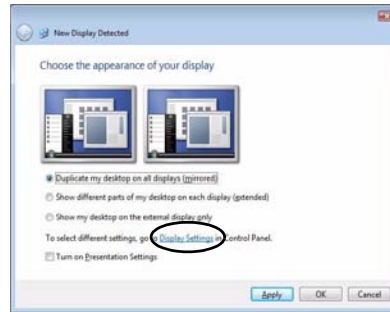 New Display Detected
Choose the appearance of your display
Duplicate my desktop on all displays (mirrored)
Show different parts of my desktop on each display (extended)
Show my desktop on the external display only
To select different settings, go to Display Settings in Control Panel.
Turn on Presentation Settings
Apply OK Cancel